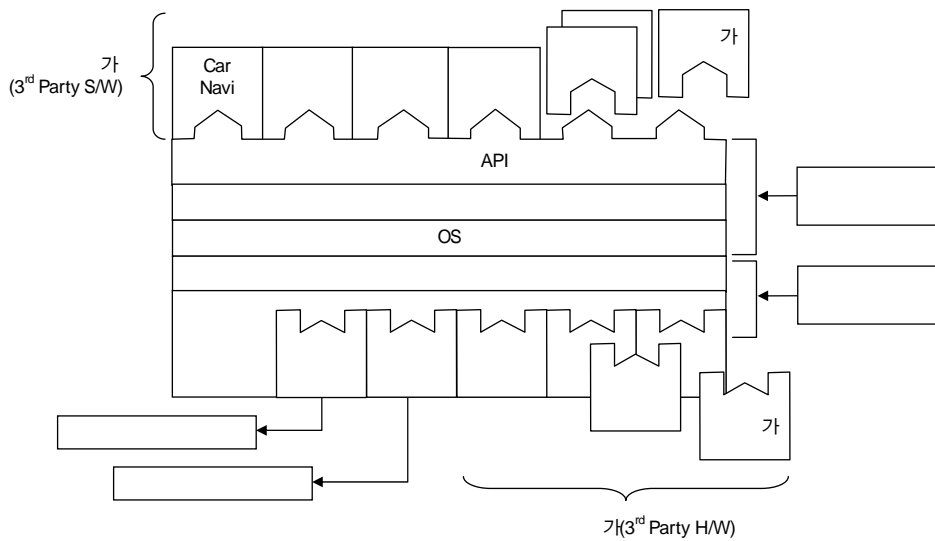 가
가
(3rd Party S/W)
Car
Navi
API
OS
가
가(3rd Party H/W)